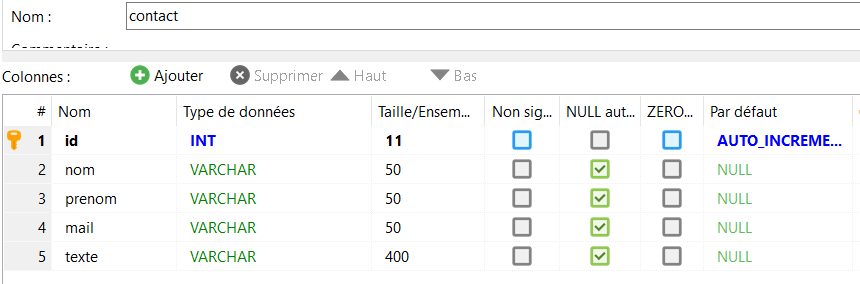 Nom : contact
Colonnes : Ajouter Supprimer Haut Bas
# Nom Type de données Taille/Ensem... Non sig... NULL aut... ZERO... Par défaut
1 id INT 11 AUTO_INCREME...
2 nom VARCHAR 50 NULL
3 prenom VARCHAR 50 NULL
4 mail VARCHAR 50 NULL
5 texte VARCHAR 400 NULL